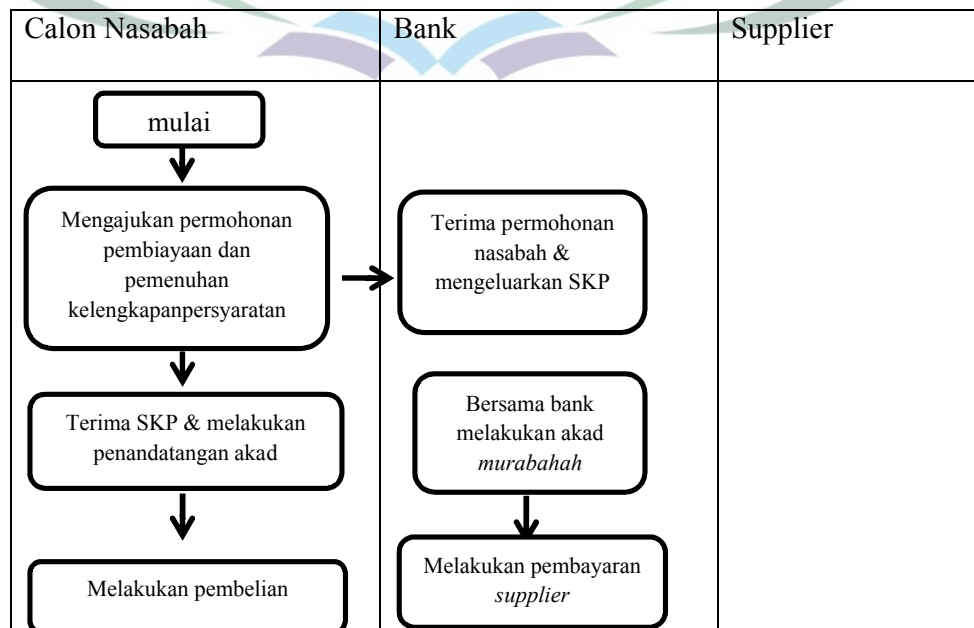 Calon Nasabah
Bank
Supplier
mulai
Mengajukan permohonan
pembiayaan dan
pemenuhan
kelengkapanpersyaratan
Terima permohonan
nasabah &
mengeluarkan SKP
Terima SKP & melakukan
penandatangan akad
Bersama bank
melakukan akad
murabahah
Melakukan pembelian
Melakukan pembayaran
supplier